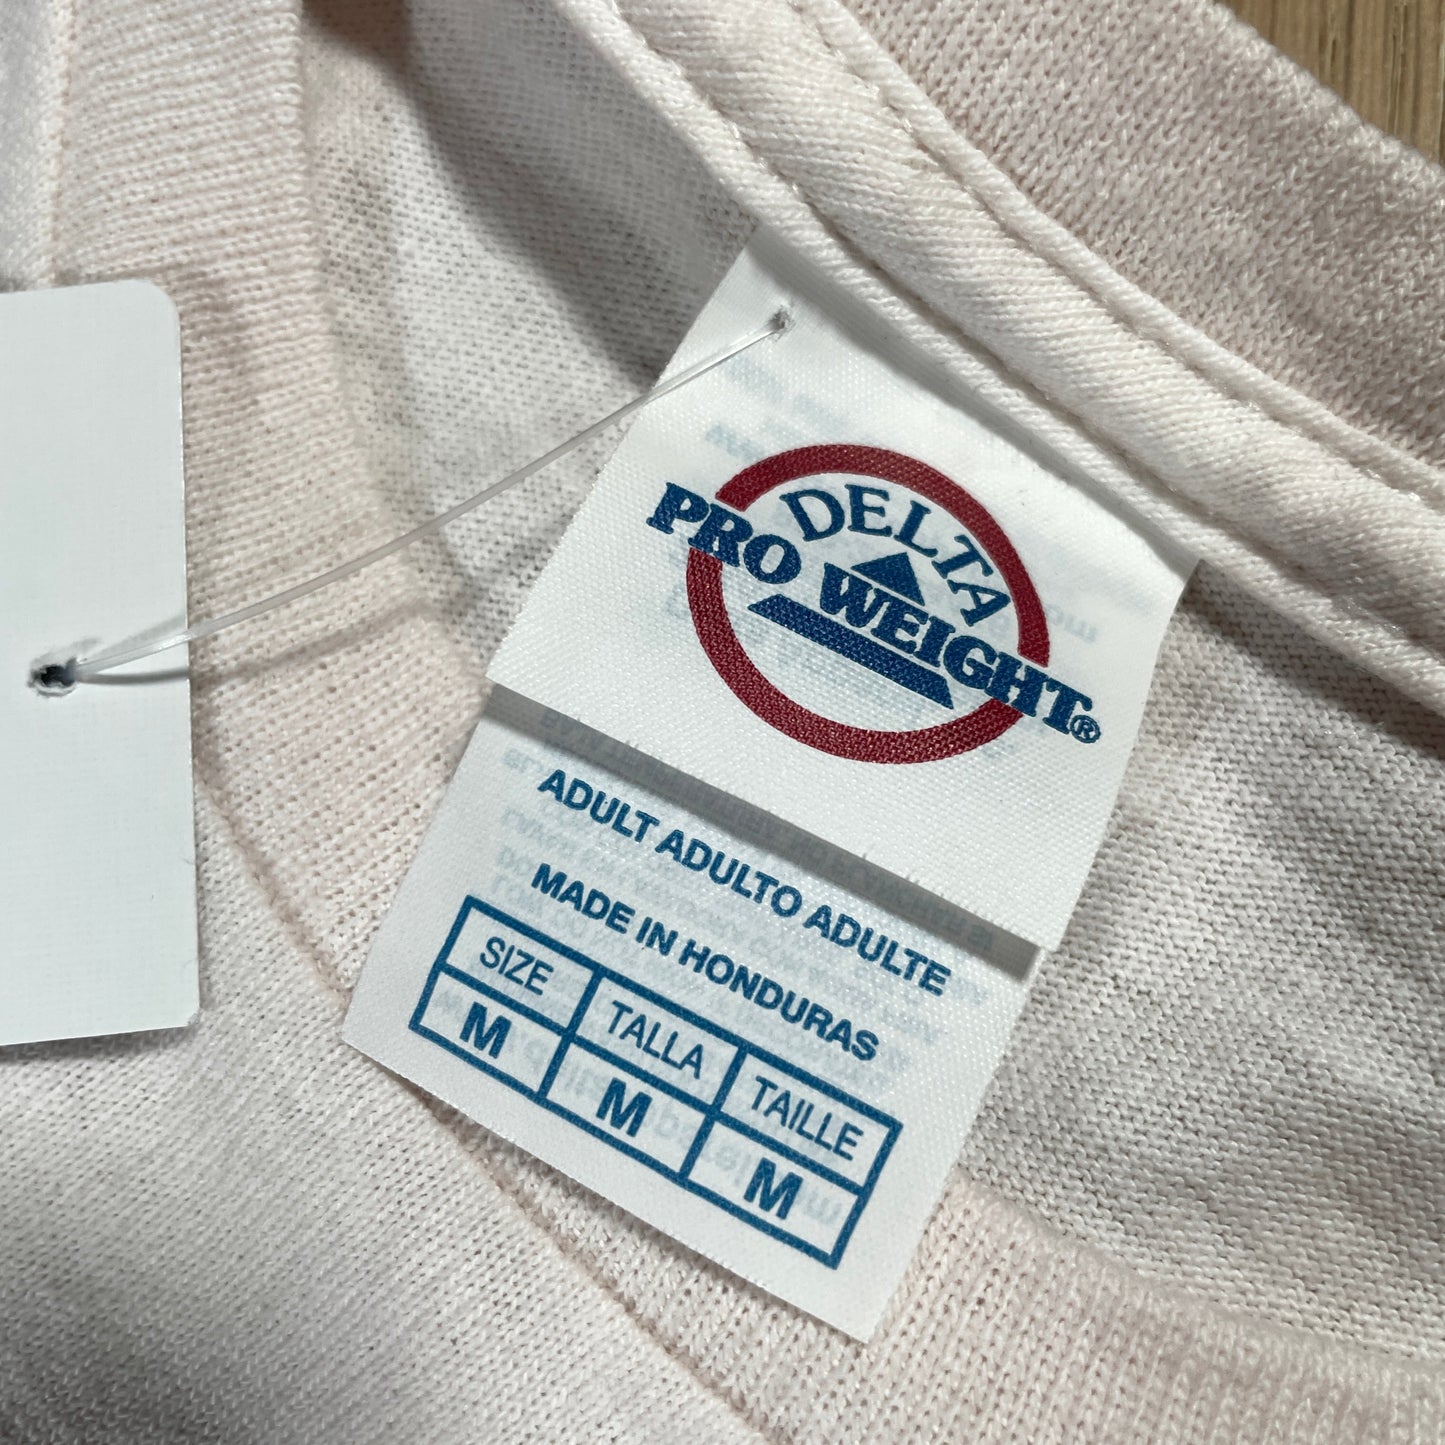 DELTA
PRO WEIGHT®
ADULT ADULTO ADULTE
MADE IN HONDURAS
SIZE TALLA TAILLE
M M M